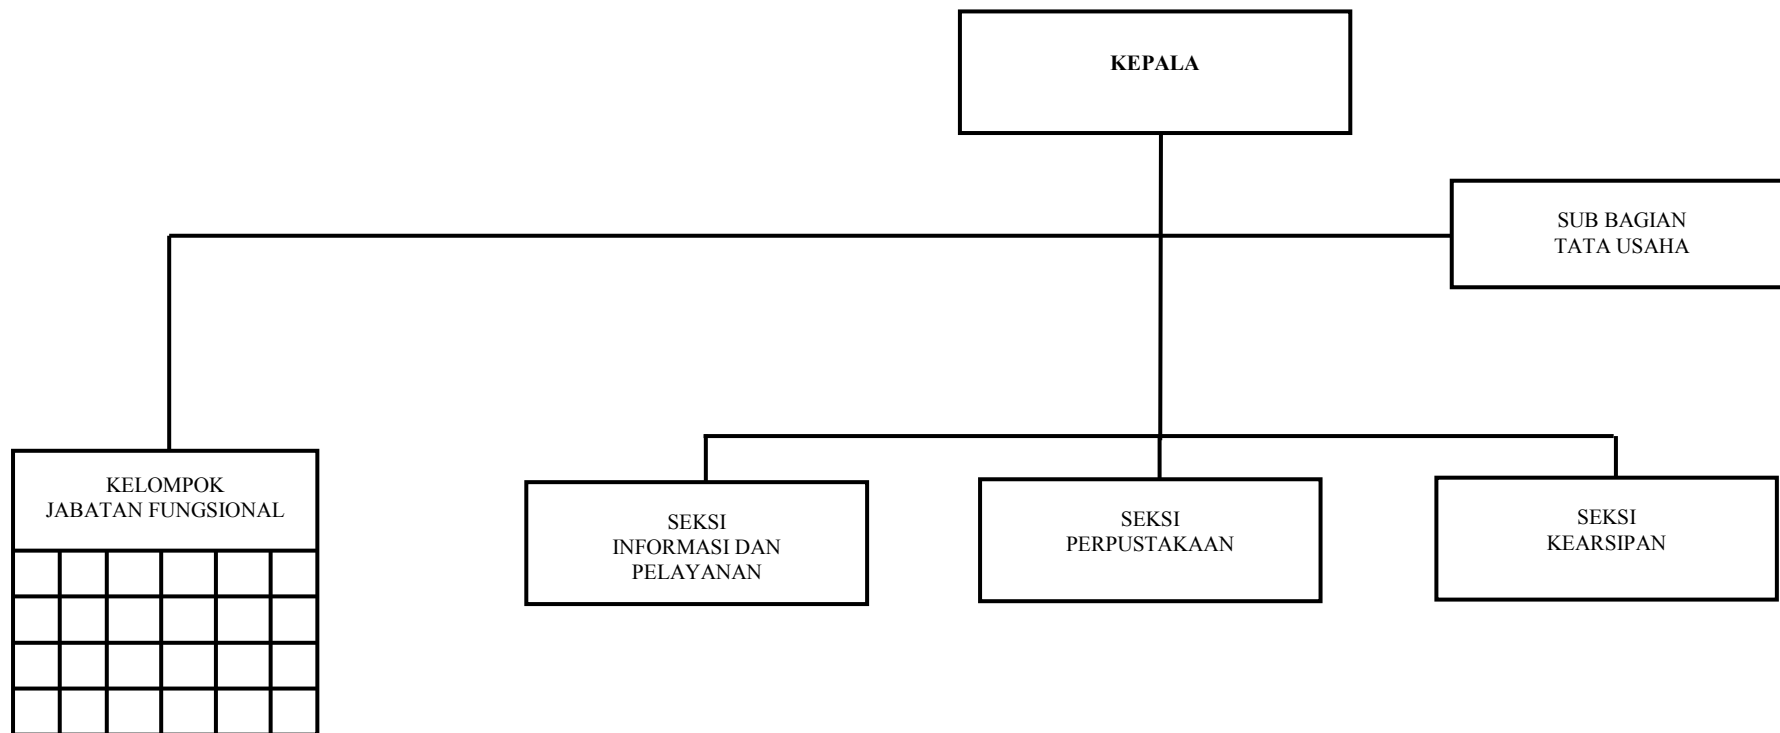 KEPALA
SUB BAGIAN
TATA USAHA
KELOMPOK
JABATAN FUNGSIONAL
SEKSI
INFORMASI DAN
PELAYANAN
SEKSI
PERPUSTAKAAN
SEKSI
KEARSIPAN